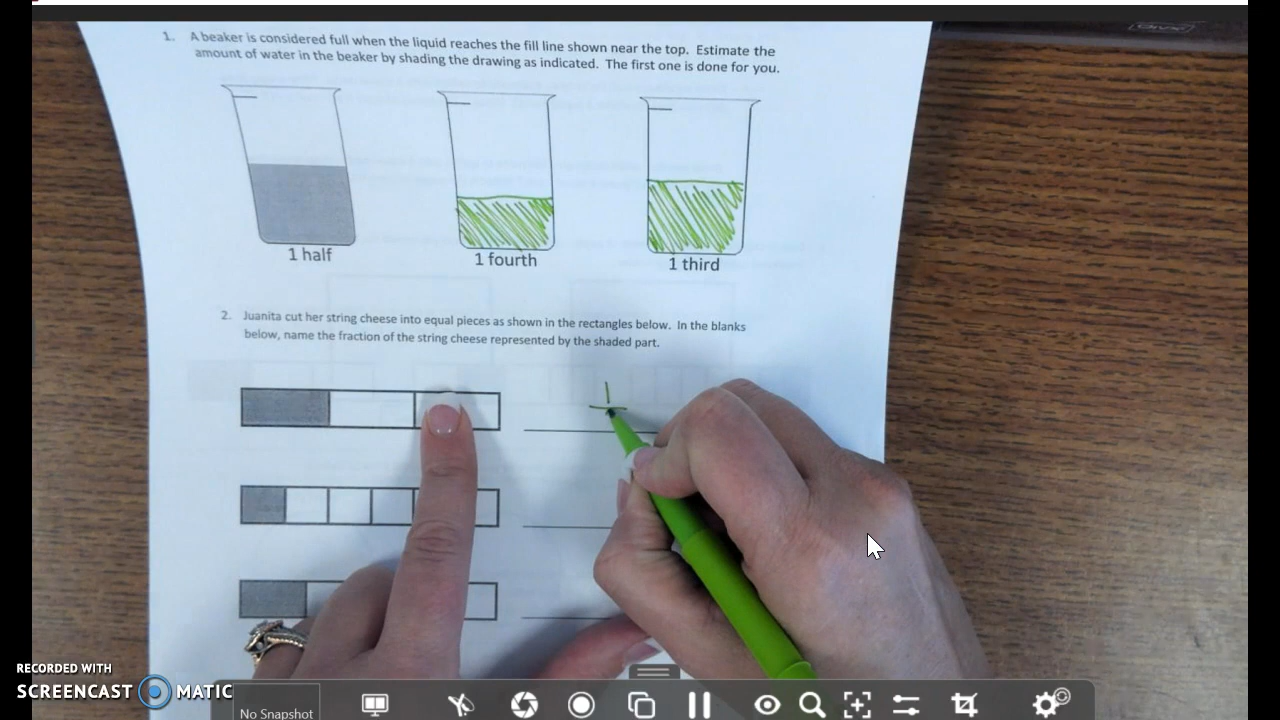 1. A beaker is considered full when the liquid reaches the fill line shown near the top. Estimate the
amount of water in the beaker by shading the drawing as indicated. The first one is done for you.
1 half
1 fourth
1 third
2. Juanita cut her string cheese into equal pieces as shown in the rectangles below. In the blanks
below, name the fraction of the string cheese represented by the shaded part.
1
RECORDED WITH
SCREENCAST MATIC
No Snapshot